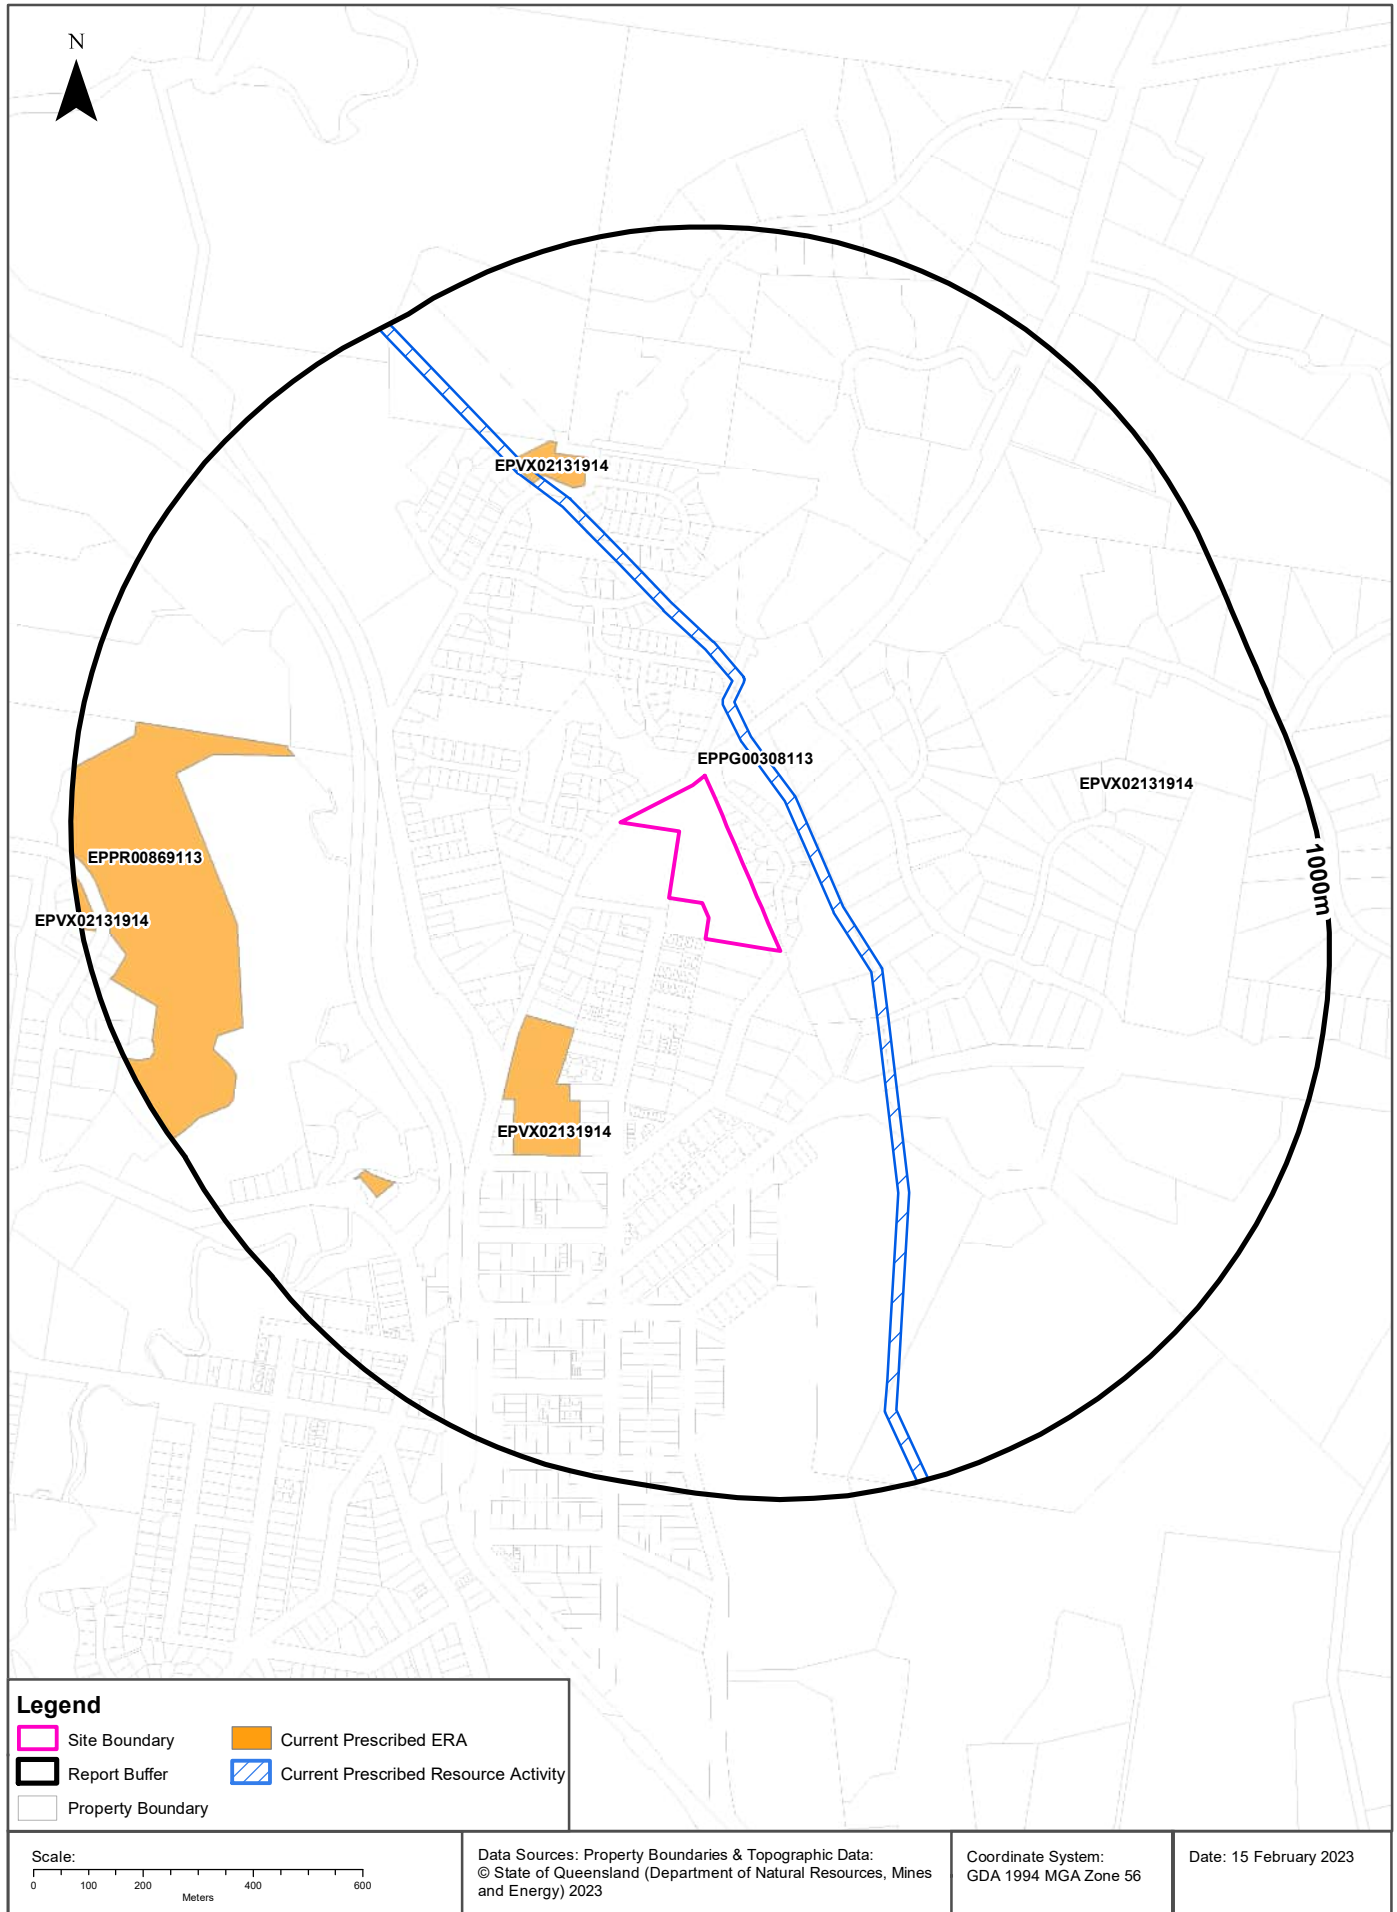 N
EPVX02131914
EPPG00308113
EPVX02131914
EPPR00869113
1000m
EPVX02131914
EPVX02131914
Legend
Site Boundary
Current Prescribed ERA
Report Buffer
Current Prescribed Resource Activity
Property Boundary
Scale:
0 100 200 400 600
Meters
Data Sources: Property Boundaries & Topographic Data:
© State of Queensland (Department of Natural Resources, Mines
and Energy) 2023
Coordinate System:
GDA 1994 MGA Zone 56
Date: 15 February 2023